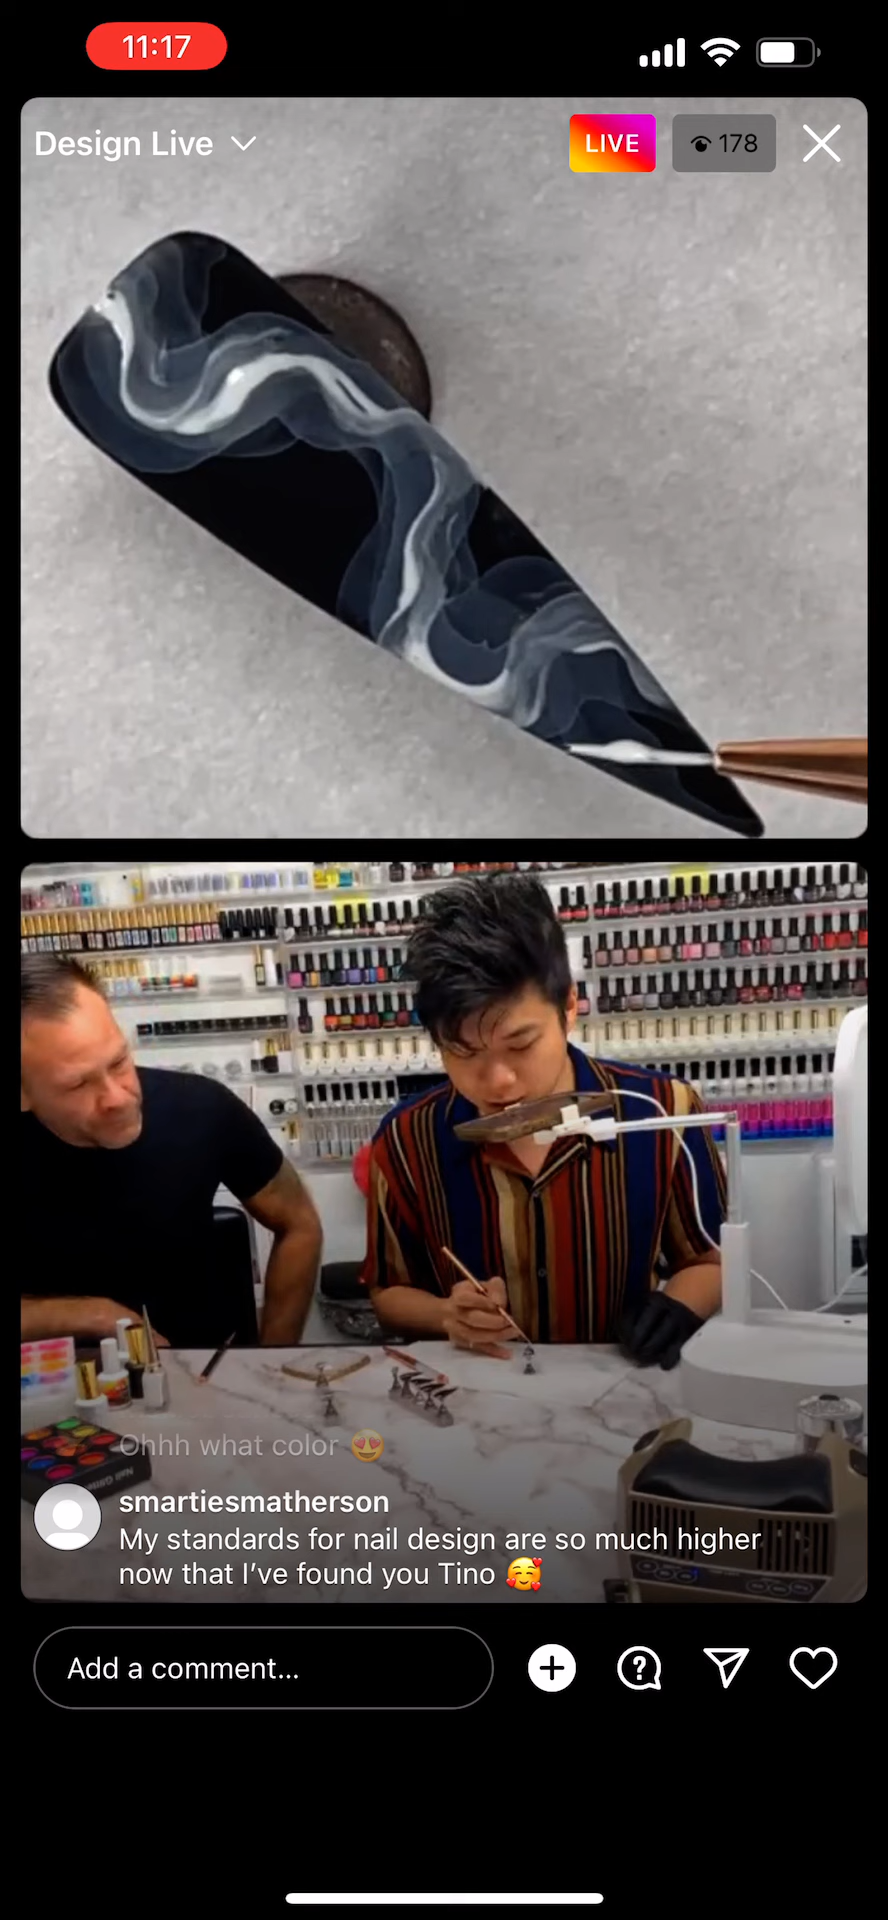 11:17
Design Live
LIVE
178
Ohhh what color 😍
smartiesmatherson
My standards for nail design are so much higher
now that I’ve found you Tino 🥰
Add a comment...